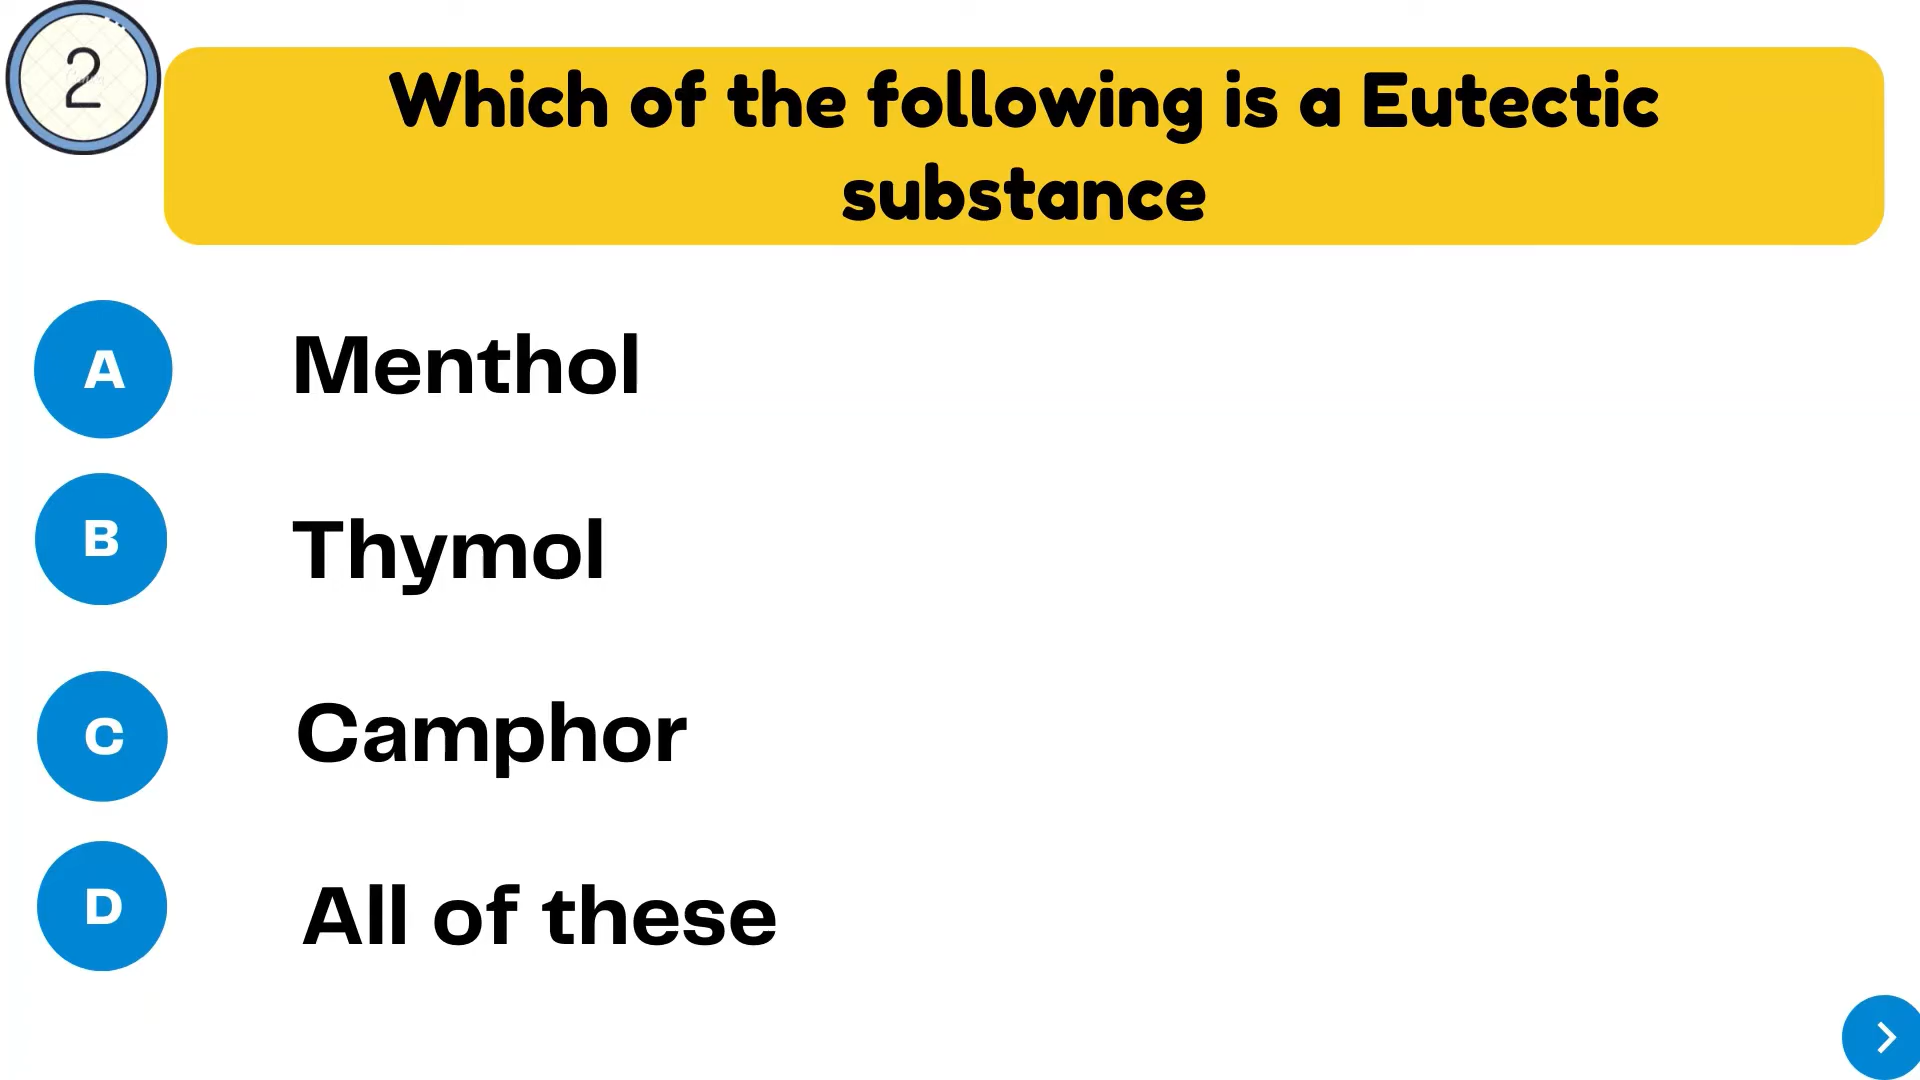 2
Which of the following is a Eutectic
substance
A
Menthol
B
Thymol
C
Camphor
D
All of these